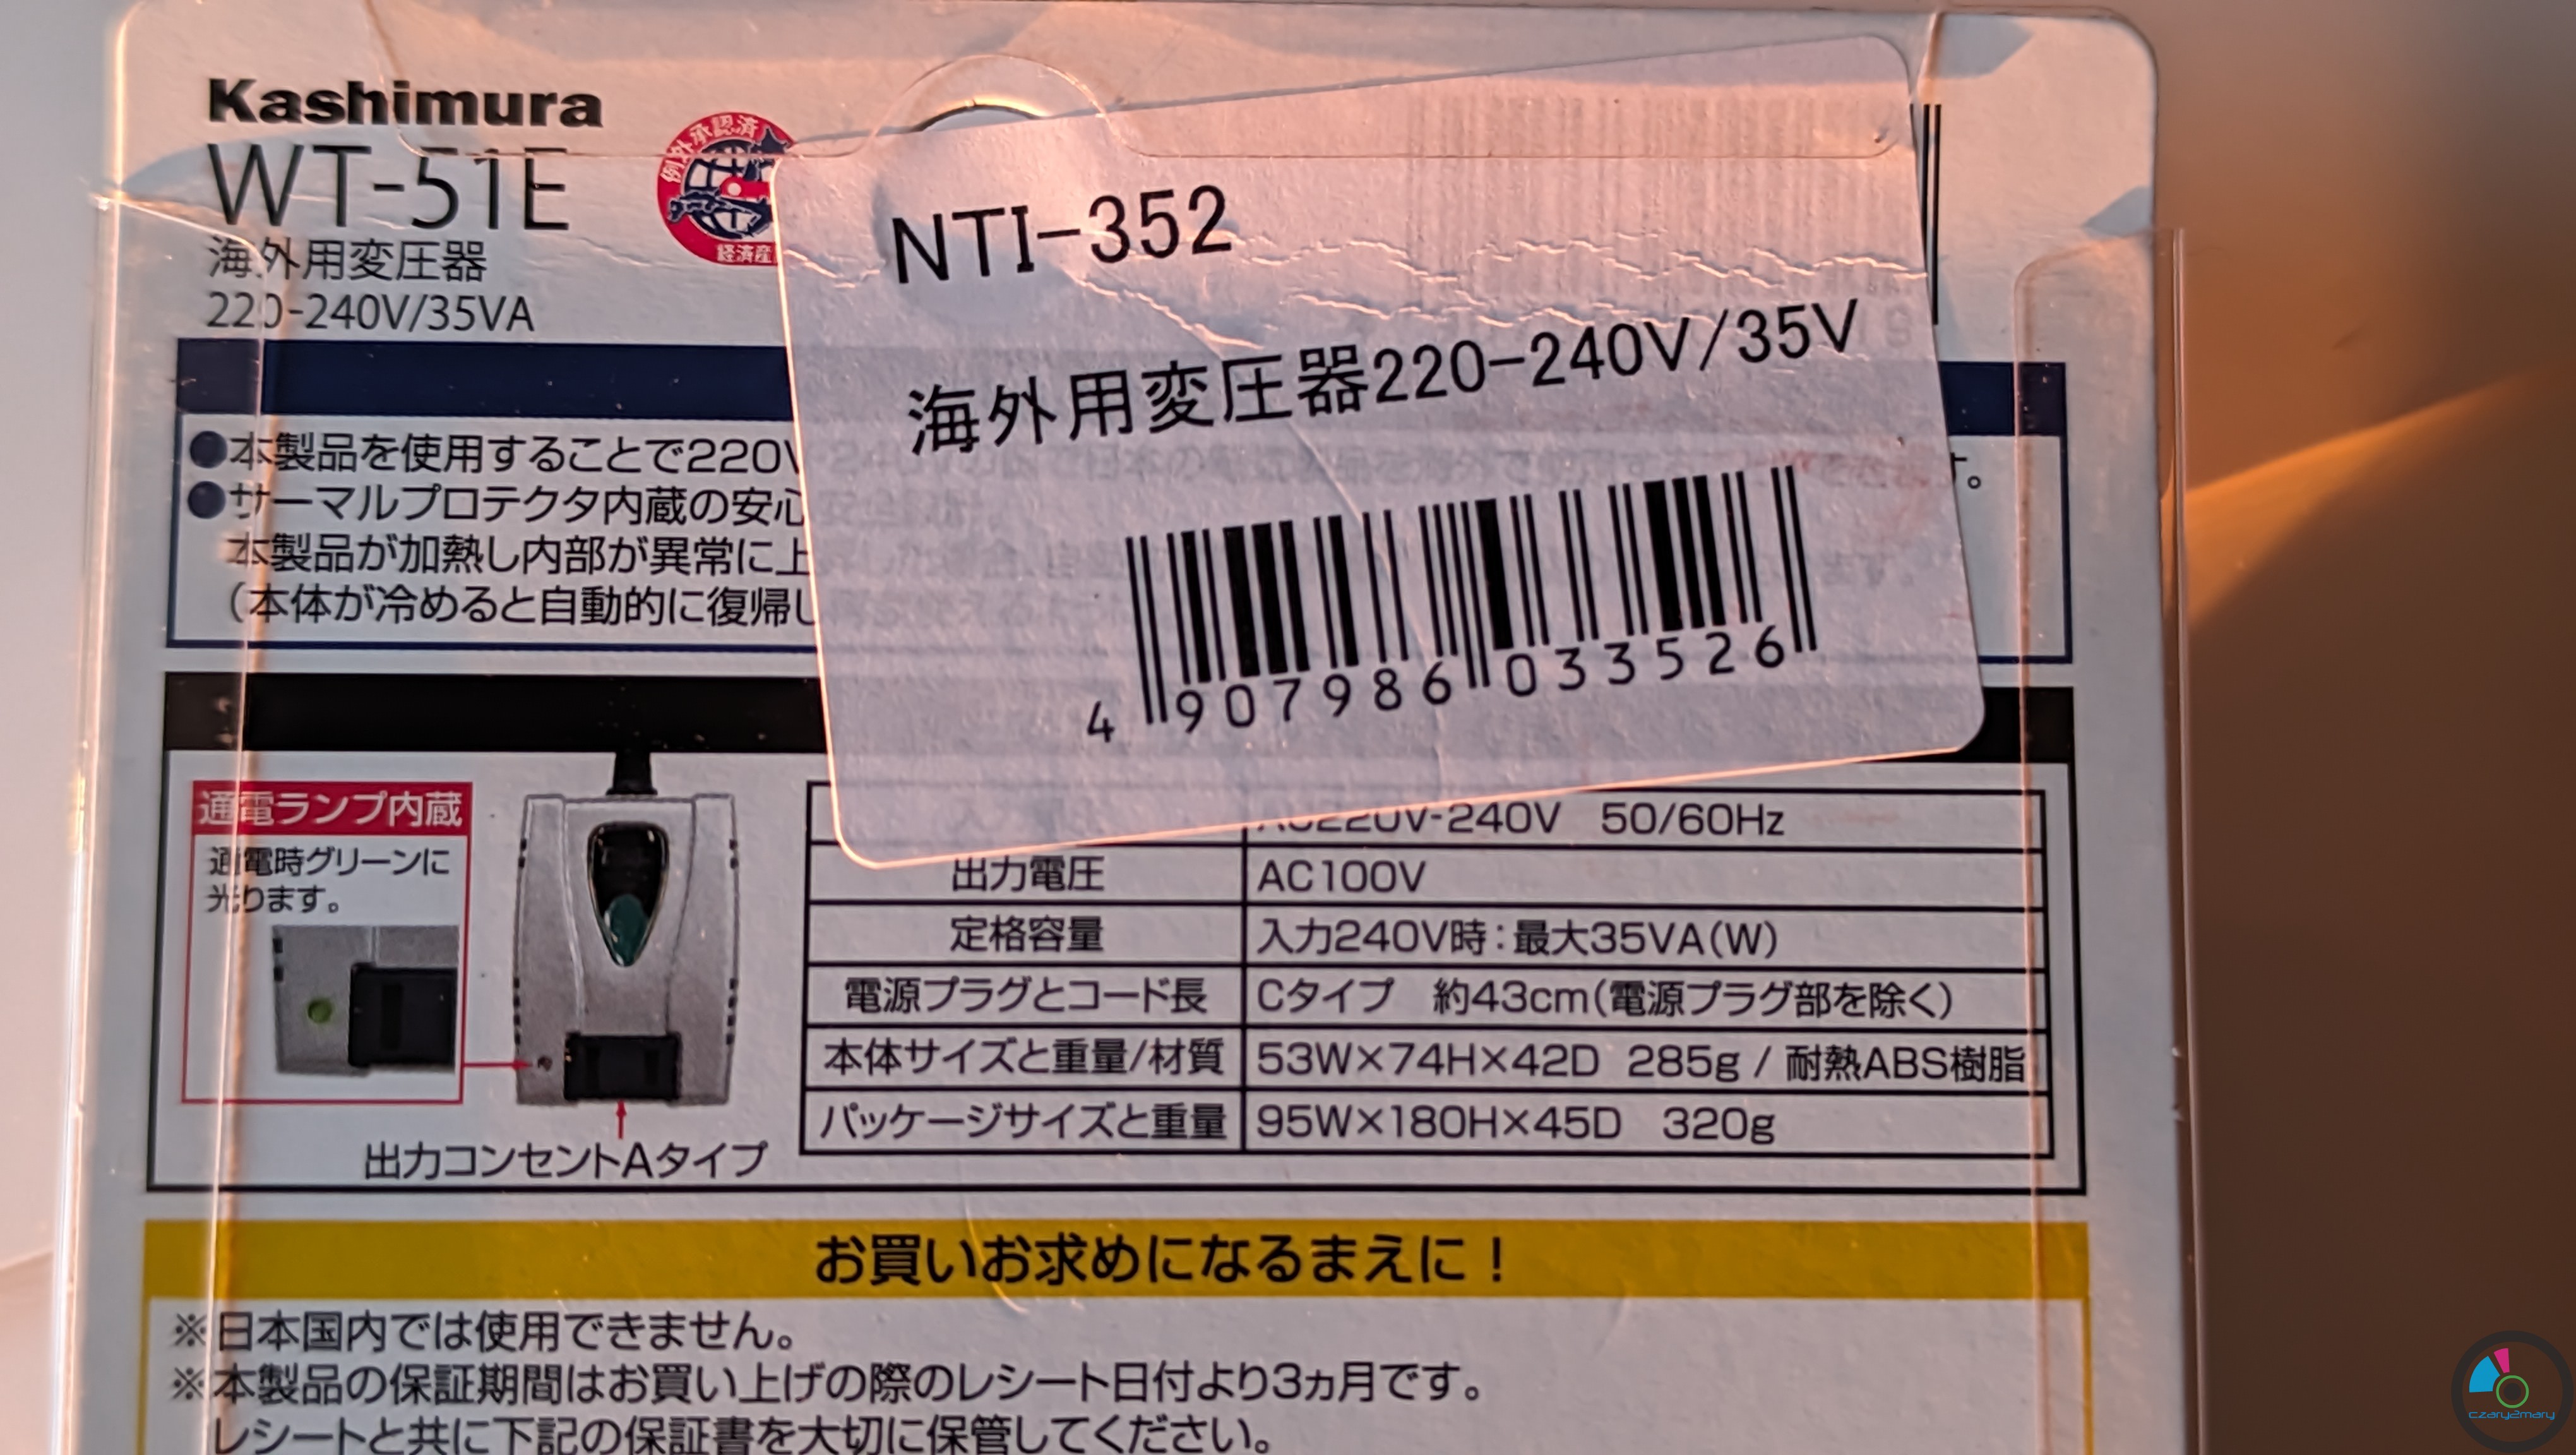 Kashimura
WT-51E
海外用変圧器
220-240V/35VA
例外承認済
経済産
NTI-352
海外用変圧器220-240V/35V
4 907986 033526
●本製品を使用することで220V
す。
●サーマルプロテクタ内蔵の安心
本製品が加熱し内部が異常に上
(本体が冷めると自動的に復帰し
通電ランプ内蔵
通電時グリーンに
光ります。
出力コンセントAタイプ
AC220V-240V 50/60Hz
出力電圧 AC100V
定格容量 入力240V時:最大35VA(W)
電源プラグとコード長 Cタイプ 約43cm(電源プラグ部を除く)
本体サイズと重量/材質 53W×74H×42D 285g / 耐熱ABS樹脂
パッケージサイズと重量 95W×180H×45D 320g
お買いお求めになるまえに!
※日本国内では使用できません。
※本製品の保証期間はお買い上げの際のレシート日付より3ヵ月です。
レシートと共に下記の保証書を大切に保管してください。
czary2mary